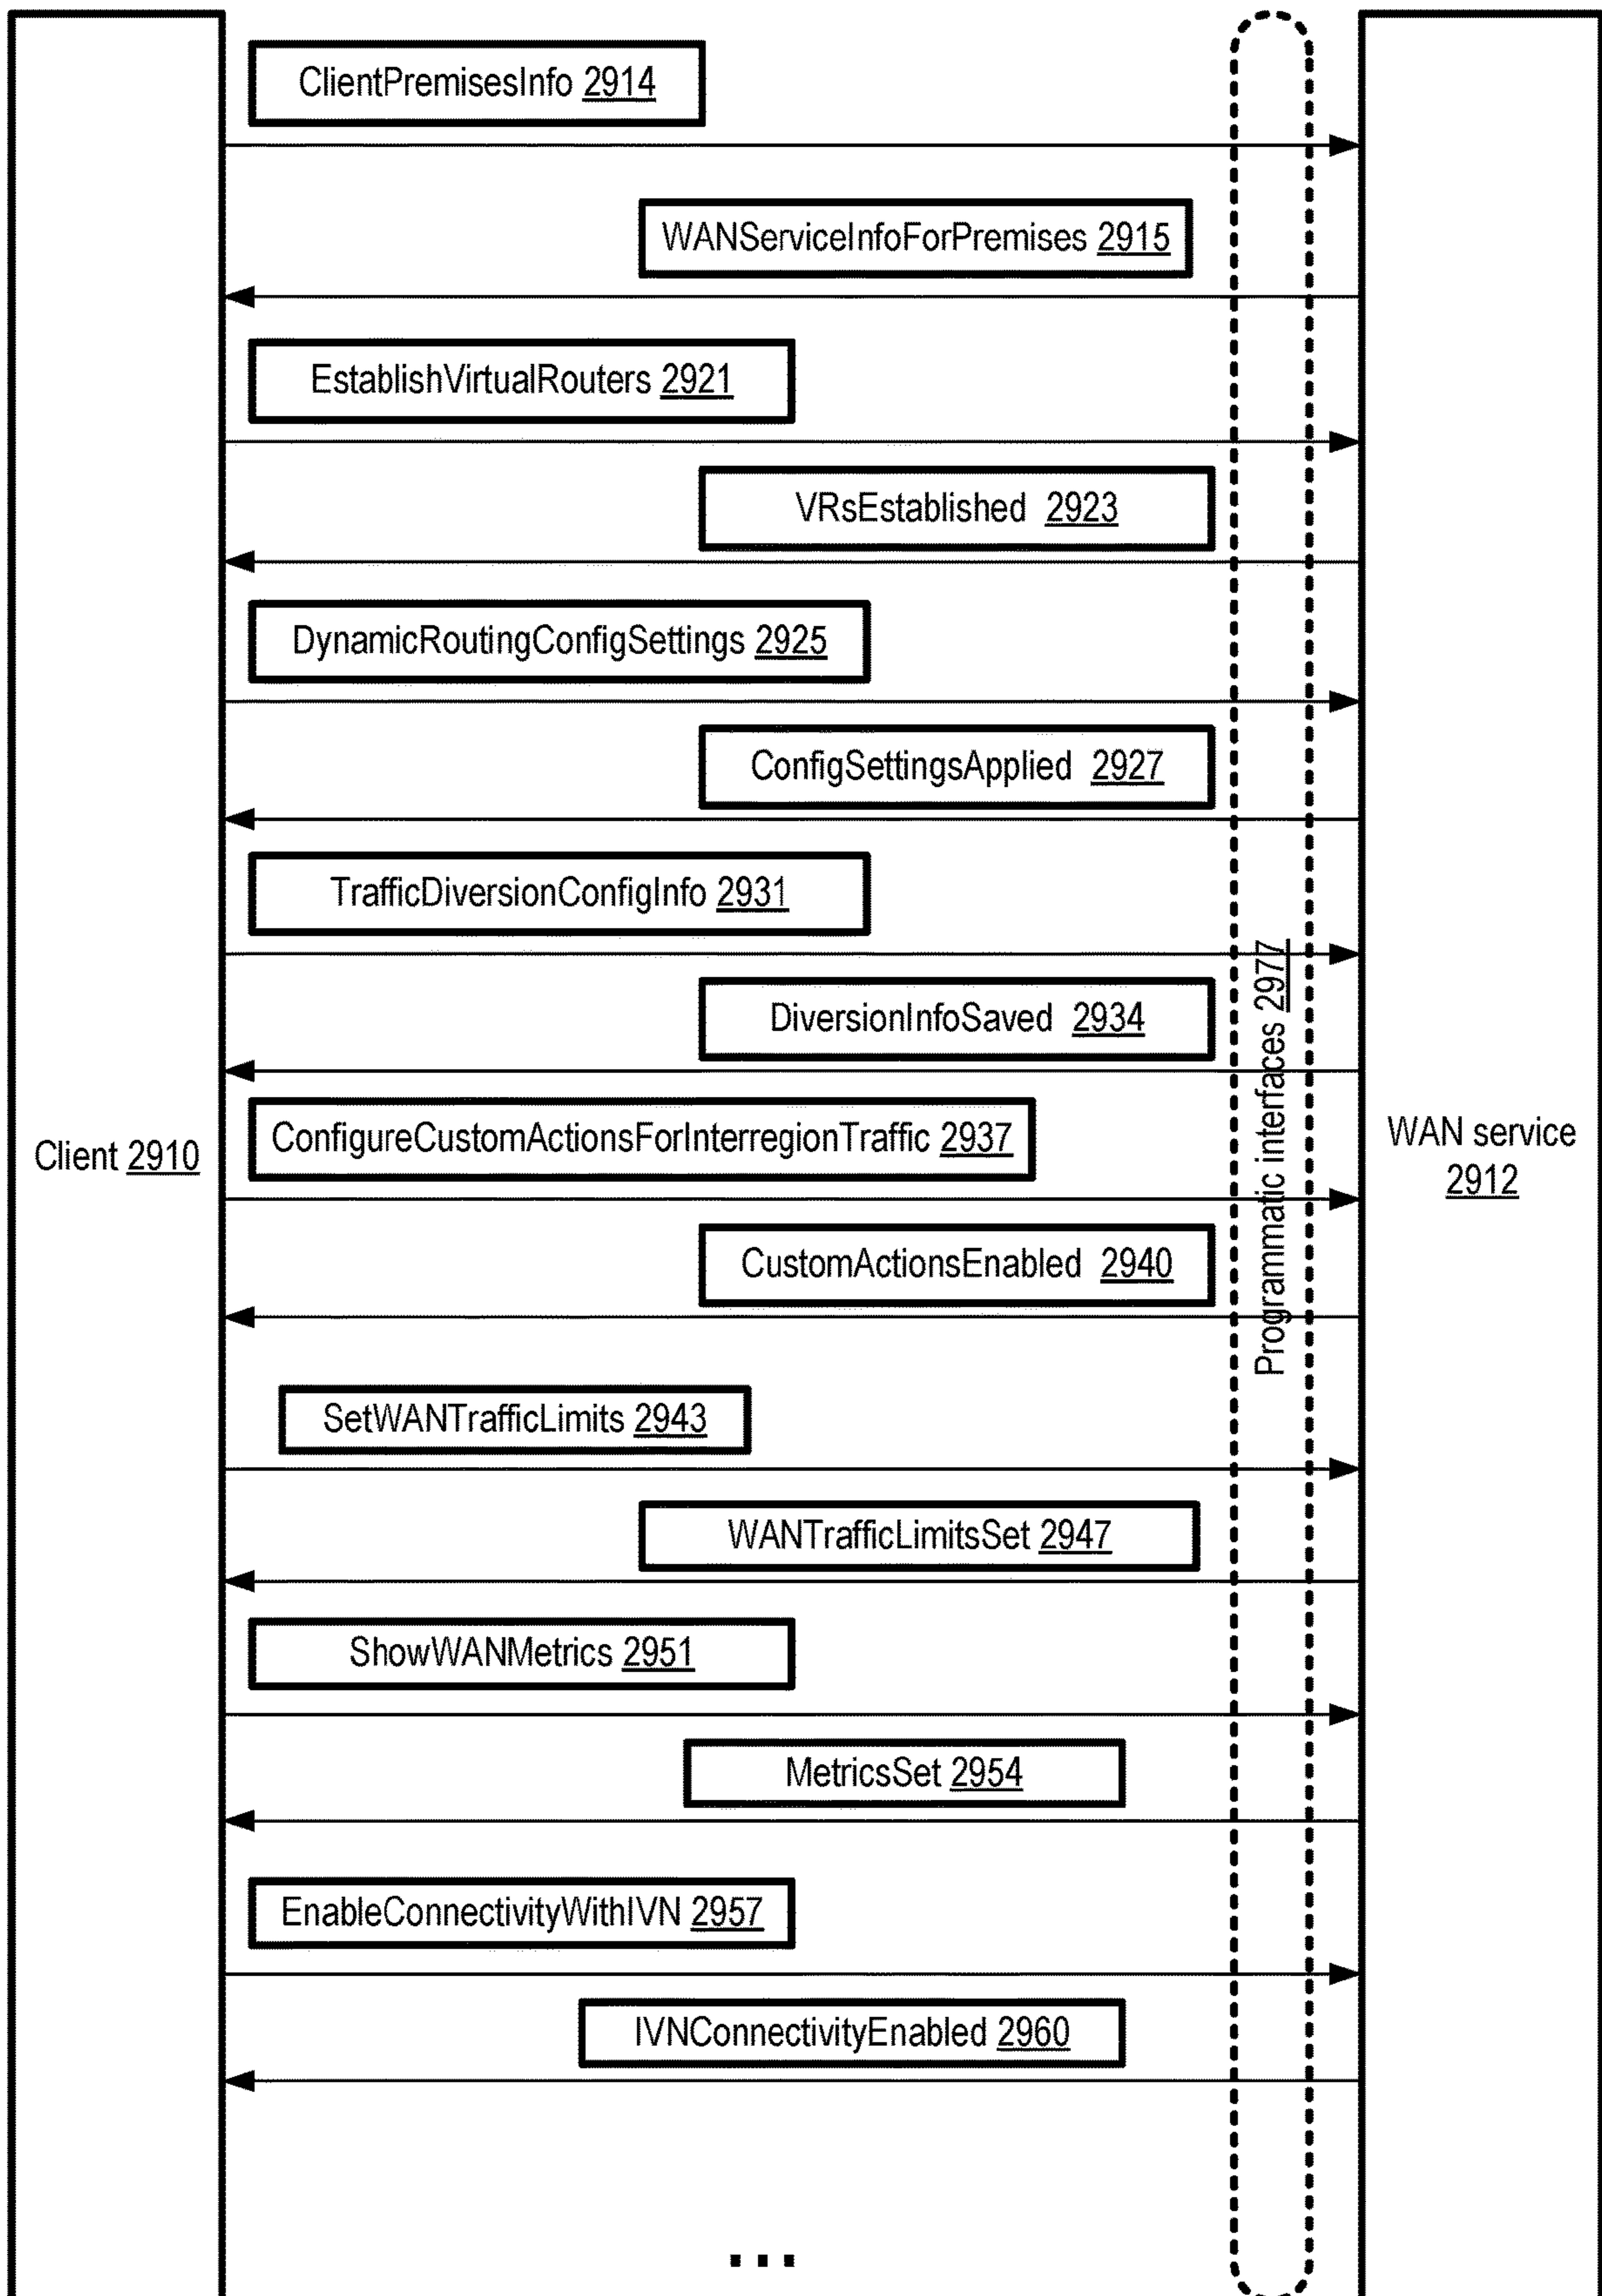 ClientPremisesInfo 2914
WANServiceInfoForPremises 2915
EstablishVirtualRouters 2921
VRsEstablished 2923
DynamicRoutingConfigSettings 2925
ConfigSettingsApplied 2927
TrafficDiversionConfigInfo 2931
DiversionInfoSaved 2934
Client 2910
ConfigureCustomActionsForInterregionTraffic 2937
Programmatic interfaces 2977
WAN service
2912
CustomActionsEnabled 2940
SetWANTrafficLimits 2943
WANTrafficLimitsSet 2947
ShowWANMetrics 2951
MetricsSet 2954
EnableConnectivityWithIVN 2957
IVNConnectivityEnabled 2960
...